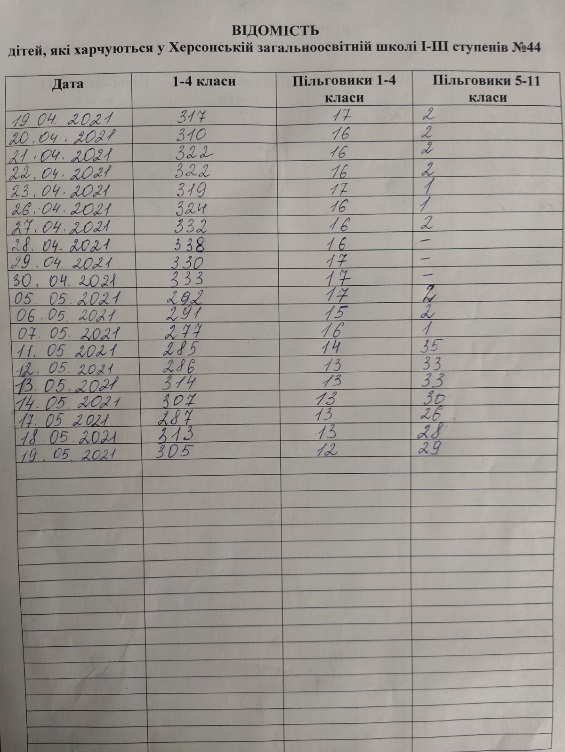 ВІДОМІСТЬ
дітей, які харчуються у Херсонській загальноосвітній школі І-ІІІ ступенів №44
Дата 1-4 класи Пільговики 1-4 класи Пільговики 5-11 класи
19 04. 2021 317 17 2
20. 04. 2021 310 16 2
21. 04. 2021 322 16 2
22. 04. 2021 322 16 2
23. 04. 2021 319 17 1
26. 04. 2021 324 16 1
27. 04. 2021 332 16 2
28. 04. 2021 338 16 -
29. 04. 2021 330 17 -
30. 04. 2021 333 17 -
05 05. 2021 292 17 2
06. 05. 2021 291 15 2
07. 05. 2021 277 16 1
11. 05. 2021 285 14 35
12. 05. 2021 286 13 33
13. 05. 2021 314 13 33
14. 05. 2021 307 13 30
17. 05. 2021 287 13 26
18 05. 2021 313 13 28
19. 05. 2021 305 12 29